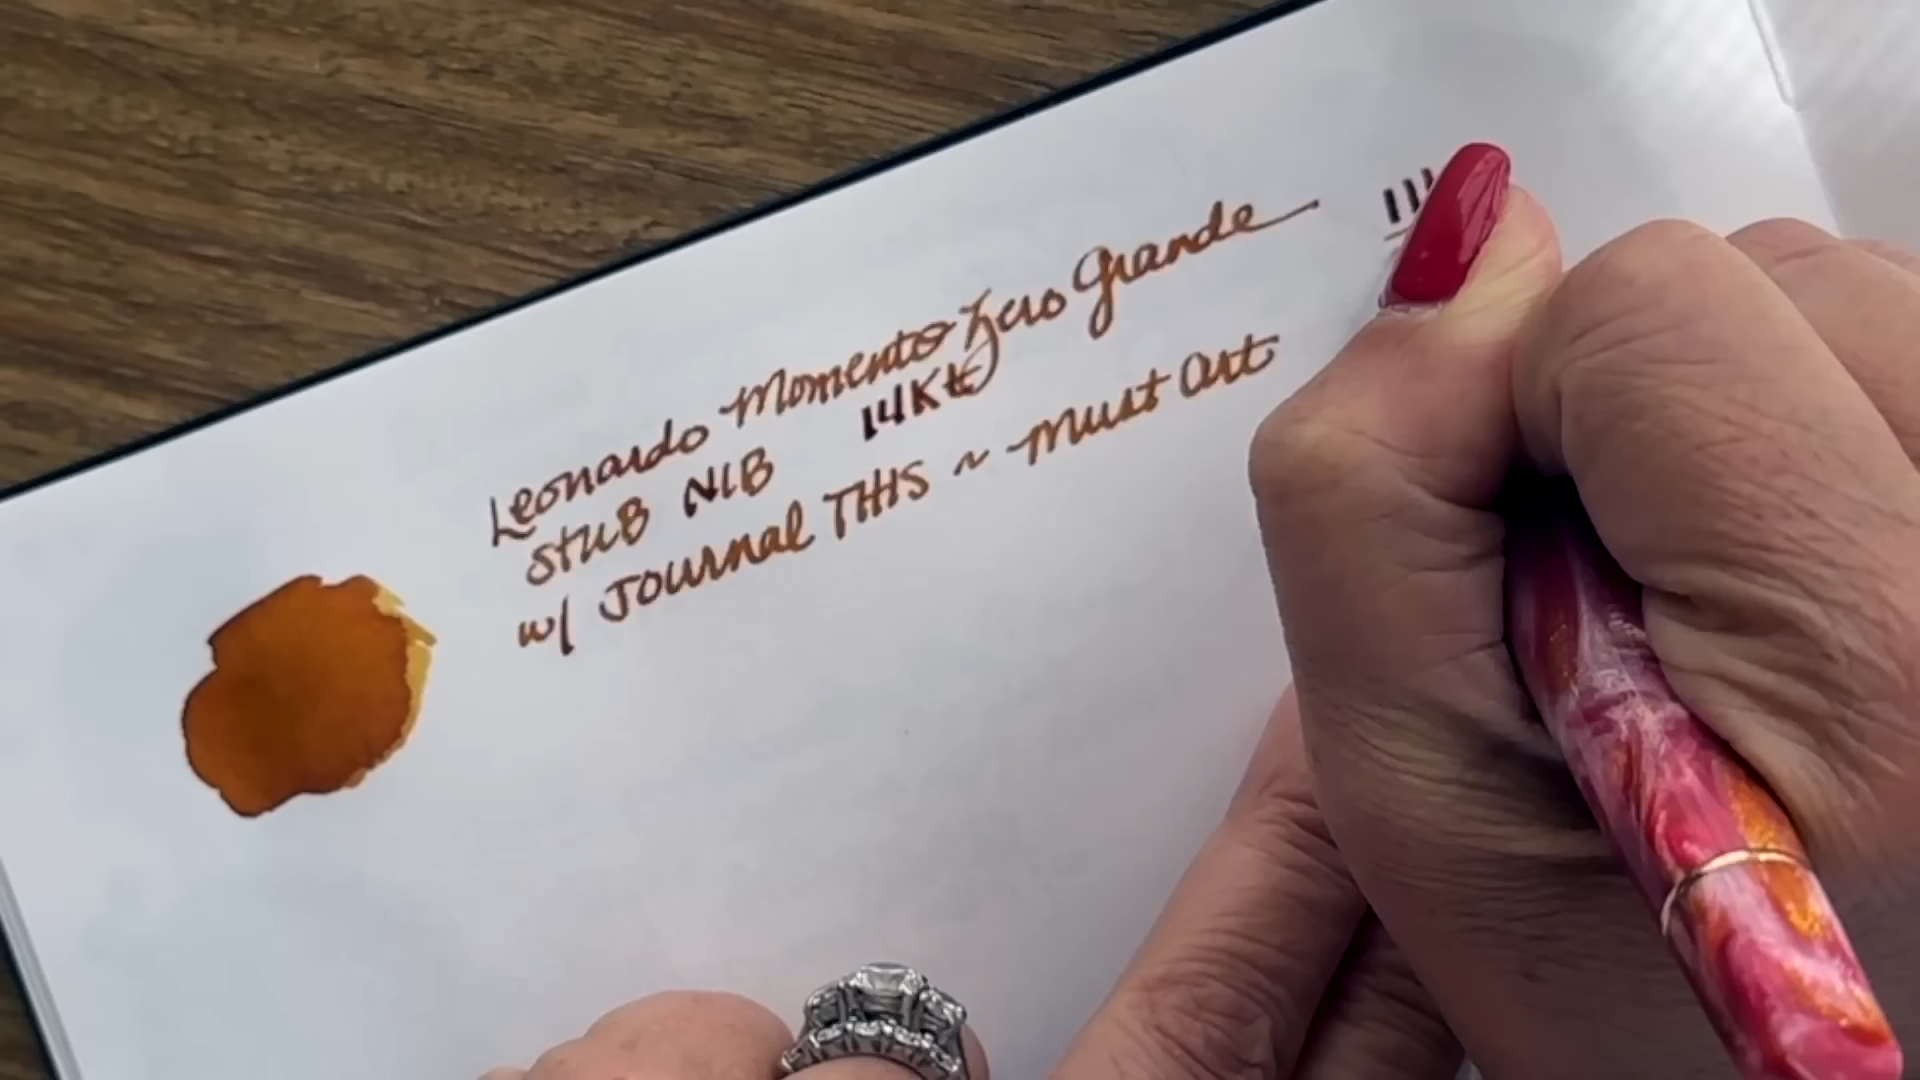 Leonardo Momento Zero Grande
STUB NIB 14Kt
w/ JOURNAL THIS ~ Must Art